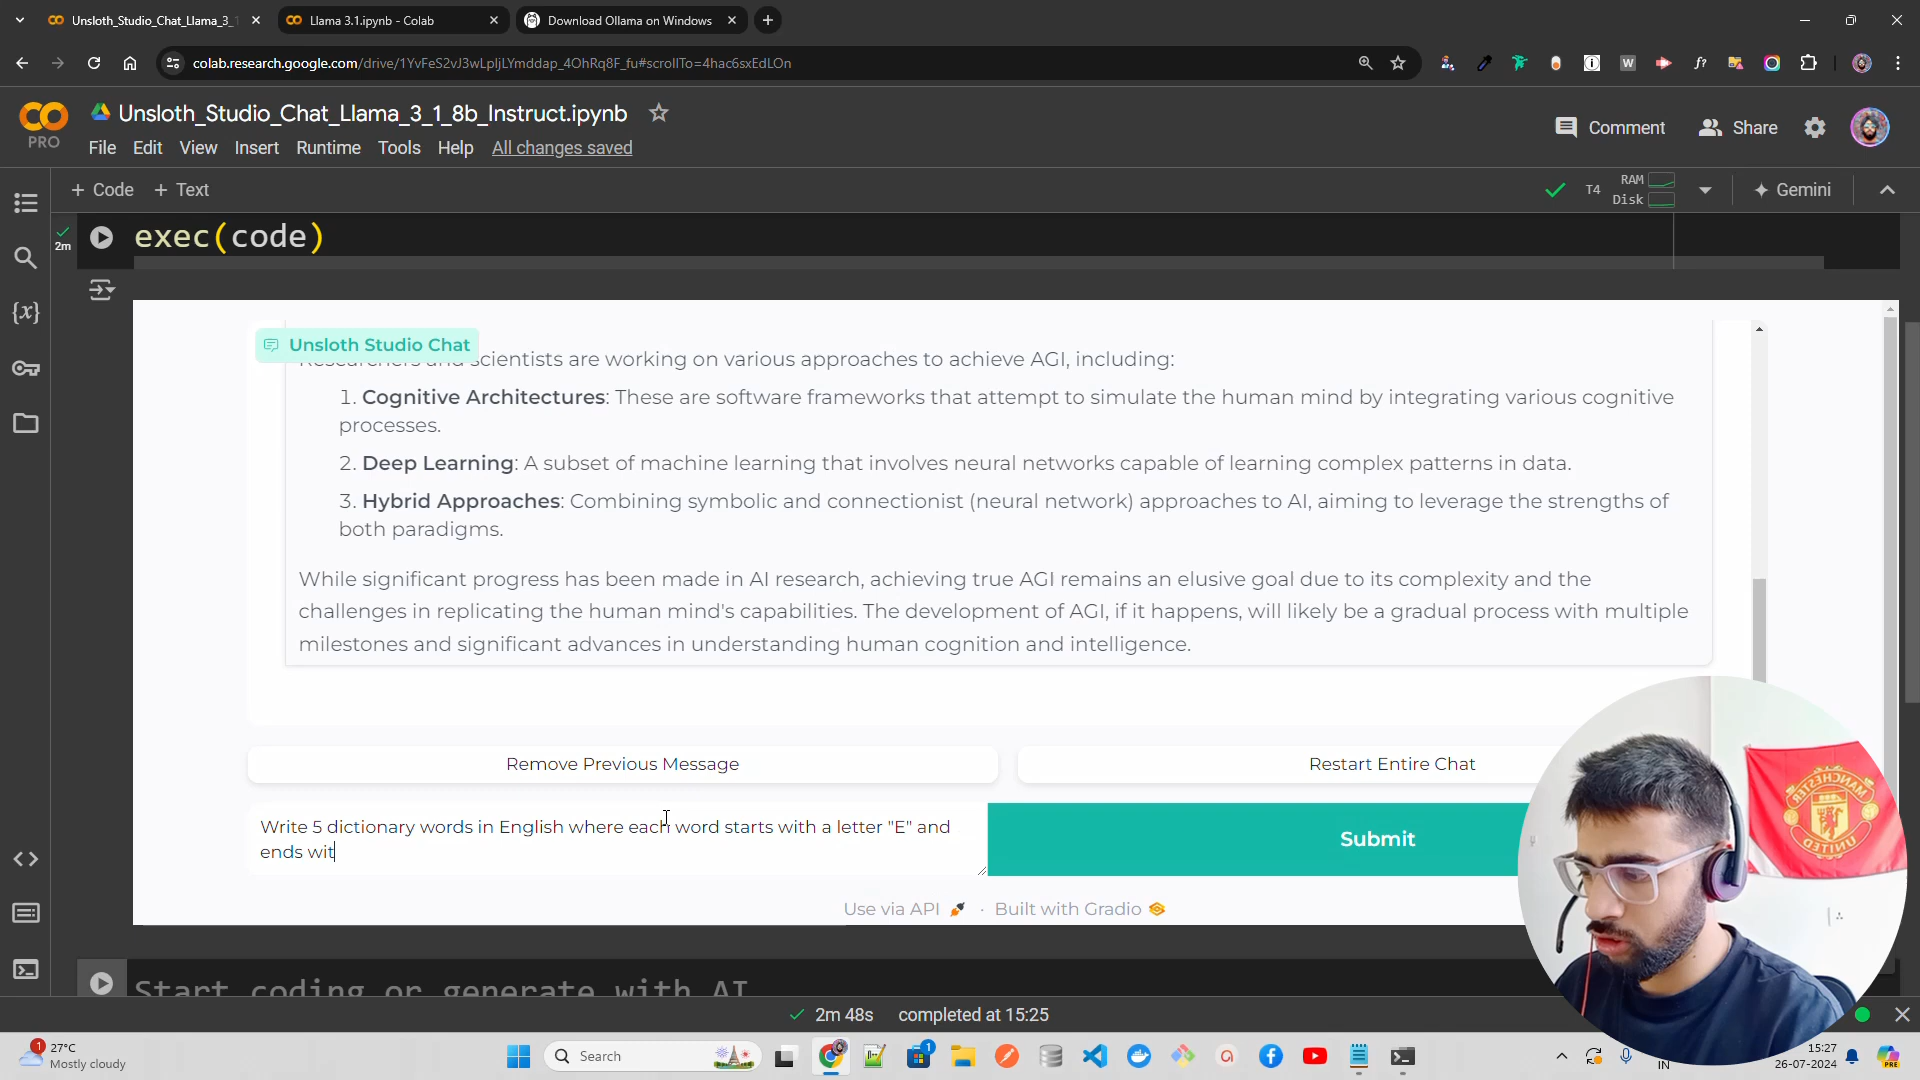 Unsloth_Studio_Chat_Llama_3_
Llama 3.1.ipynb - Colab
Download Ollama on Windows
colab.research.google.com/drive/1YvFeS2vJ3wLpljLYmddap_4OhRq8F_fu#scrollTo=4hac6sxEdLOn
CO
PRO
Unsloth_Studio_Chat_Llama_3_1_8b_Instruct.ipynb
File Edit View Insert Runtime Tools Help All changes saved
Comment
Share
+ Code + Text
T4
RAM
Disk
Gemini
2m
exec(code)
Unsloth Studio Chat
Researchers and scientists are working on various approaches to achieve AGI, including:
1. Cognitive Architectures: These are software frameworks that attempt to simulate the human mind by integrating various cognitive
processes.
2. Deep Learning: A subset of machine learning that involves neural networks capable of learning complex patterns in data.
3. Hybrid Approaches: Combining symbolic and connectionist (neural network) approaches to AI, aiming to leverage the strengths of
both paradigms.
While significant progress has been made in AI research, achieving true AGI remains an elusive goal due to its complexity and the
challenges in replicating the human mind's capabilities. The development of AGI, if it happens, will likely be a gradual process with multiple
milestones and significant advances in understanding human cognition and intelligence.
Remove Previous Message
Restart Entire Chat
Write 5 dictionary words in English where each word starts with a letter "E" and
ends wit
Submit
Use via API
· Built with Gradio
MANCHESTER
UNITED
Start coding or generate with AI
2m 48s completed at 15:25
1
27°C
Mostly cloudy
Search
1
IN
15:27
26-07-2024